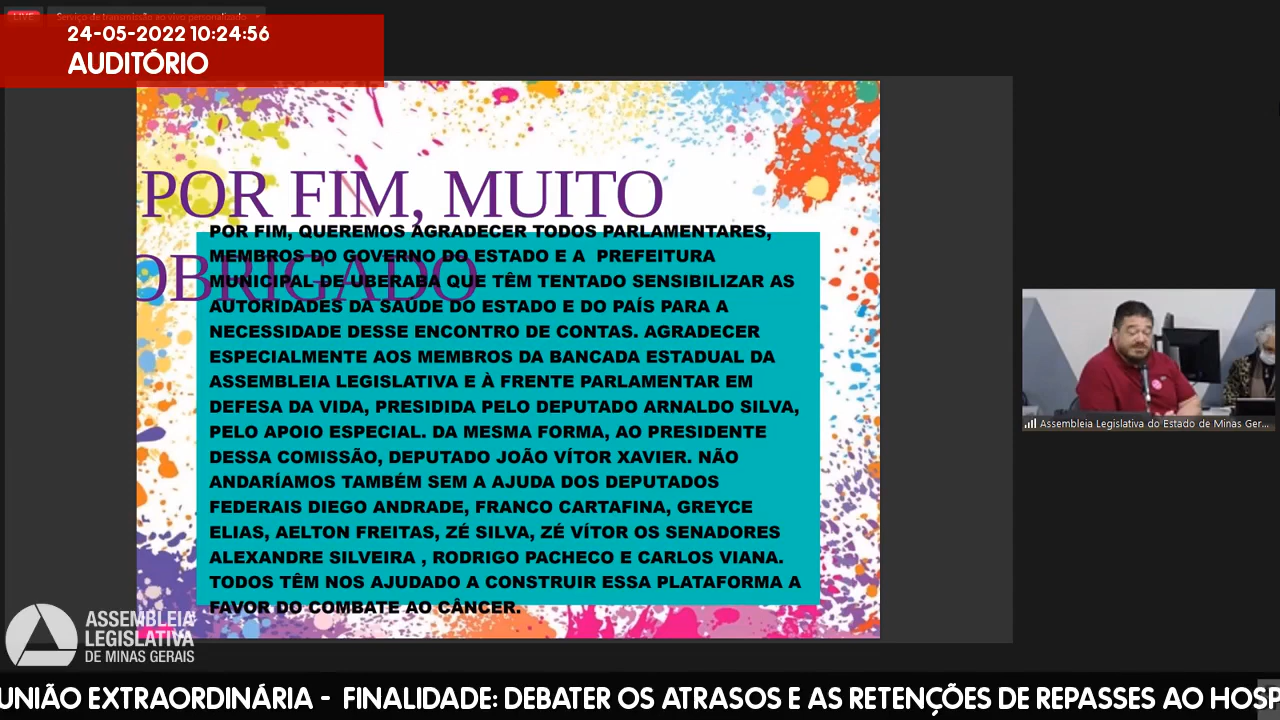 LIVE
Serviço de transmissão ao vivo personalizado
24-05-2022 10:24:56
AUDITÓRIO
POR FIM, MUITO
OBRIGADO
POR FIM, QUEREMOS AGRADECER TODOS PARLAMENTARES,
MEMBROS DO GOVERNO DO ESTADO E A PREFEITURA
MUNICIPAL DE UBERABA QUE TÊM TENTADO SENSIBILIZAR AS
AUTORIDADES DA SAÚDE DO ESTADO E DO PAÍS PARA A
NECESSIDADE DESSE ENCONTRO DE CONTAS. AGRADECER
ESPECIALMENTE AOS MEMBROS DA BANCADA ESTADUAL DA
ASSEMBLEIA LEGISLATIVA E À FRENTE PARLAMENTAR EM
DEFESA DA VIDA, PRESIDIDA PELO DEPUTADO ARNALDO SILVA,
PELO APOIO ESPECIAL. DA MESMA FORMA, AO PRESIDENTE
DESSA COMISSÃO, DEPUTADO JOÃO VÍTOR XAVIER. NÃO
ANDARÍAMOS TAMBÉM SEM A AJUDA DOS DEPUTADOS
FEDERAIS DIEGO ANDRADE, FRANCO CARTAFINA, GREYCE
ELIAS, AELTON FREITAS, ZÉ SILVA, ZÉ VÍTOR OS SENADORES
ALEXANDRE SILVEIRA , RODRIGO PACHECO E CARLOS VIANA.
TODOS TÊM NOS AJUDADO A CONSTRUIR ESSA PLATAFORMA A
FAVOR DO COMBATE AO CÂNCER.
Assembleia Legislativa do Estado de Minas Ger...
ASSEMBLEIA
LEGISLATIVA
DE MINAS GERAIS
UNIÃO EXTRAORDINÁRIA - FINALIDADE: DEBATER OS ATRASOS E AS RETENÇÕES DE REPASSES AO HOSP